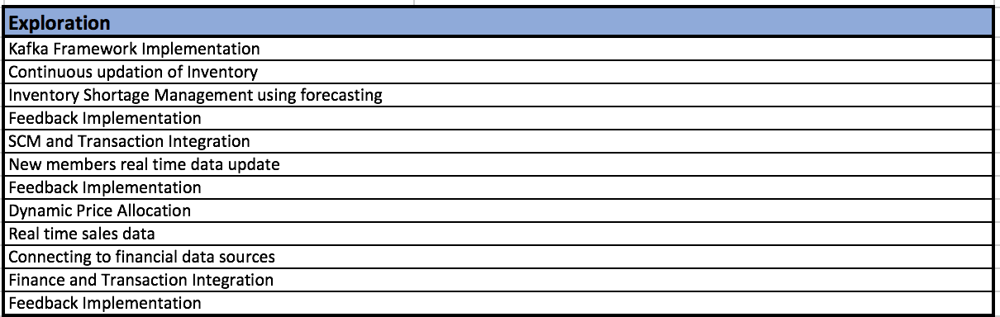 Exploration
Kafka Framework Implementation
Continuous updation of Inventory
Inventory Shortage Management using forecasting
Feedback Implementation
SCM and Transaction Integration
New members real time data update
Feedback Implementation
Dynamic Price Allocation
Real time sales data
Connecting to financial data sources
Finance and Transaction Integration
Feedback Implementation